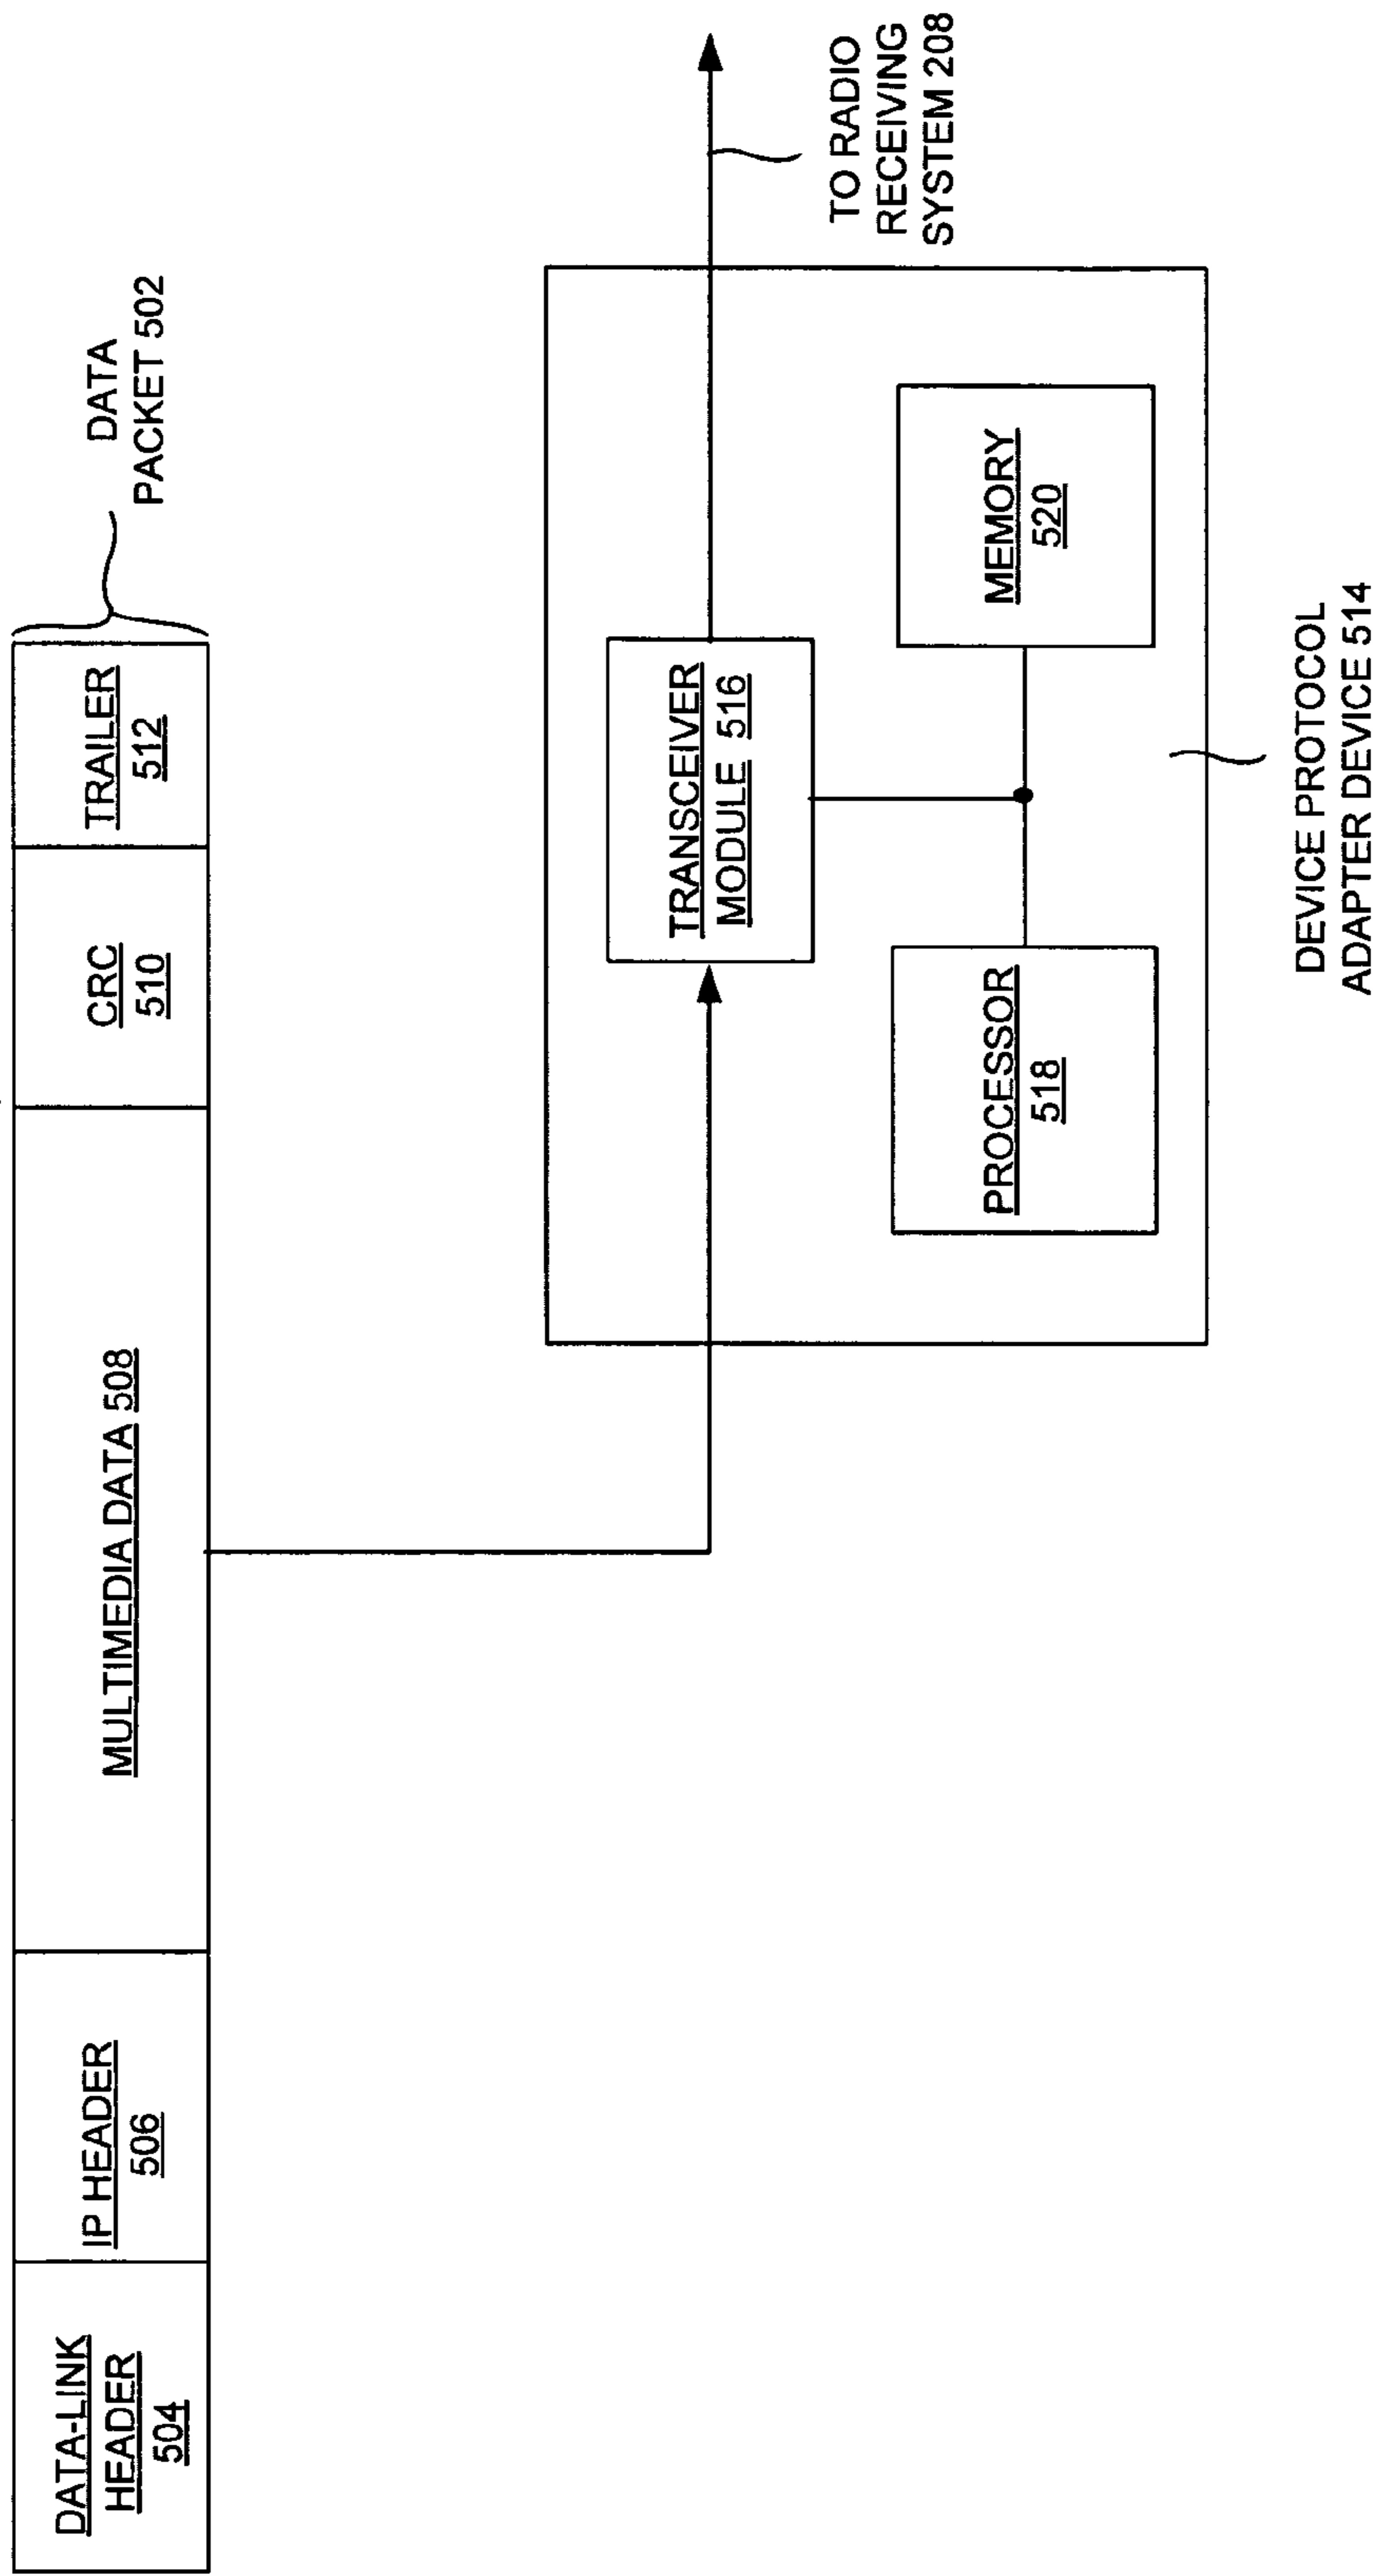 DATA-LINK
HEADER
504
IP HEADER
506
MULTIMEDIA DATA 508
CRC
510
TRAILER
512
DATA
PACKET 502
TRANSCEIVER
MODULE 516
TO RADIO
RECEIVING
SYSTEM 208
PROCESSOR
518
MEMORY
520
DEVICE PROTOCOL
ADAPTER DEVICE 514